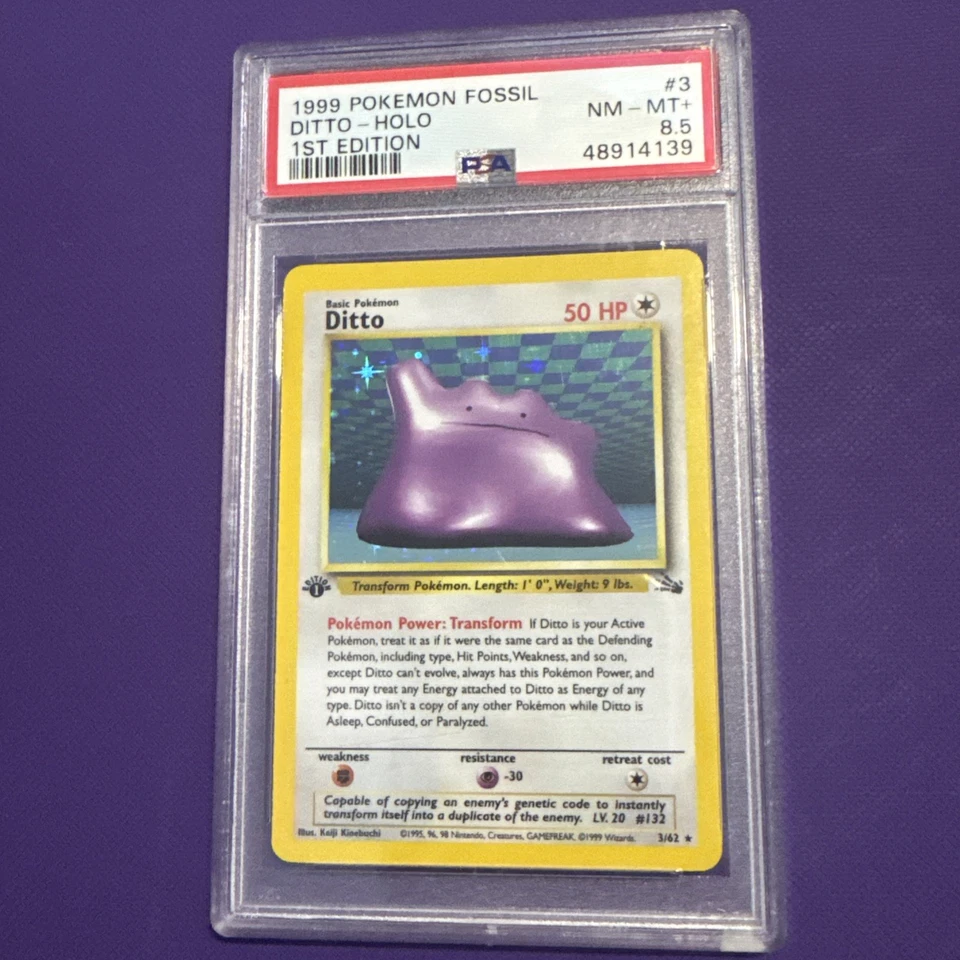 1999 POKEMON FOSSIL #3
DITTO – HOLO NM – MT+
1ST EDITION 8.5
48914139
PSA
Basic Pokémon
Ditto
50 HP
EDITION
1
Transform Pokémon. Length: 1' 0", Weight: 9 lbs.
Pokémon Power: Transform If Ditto is your Active
Pokémon, treat it as if it were the same card as the Defending
Pokémon, including type, Hit Points, Weakness, and so on,
except Ditto can't evolve, always has this Pokémon Power, and
you may treat any Energy attached to Ditto as Energy of any
type. Ditto isn't a copy of any other Pokémon while Ditto is
Asleep, Confused, or Paralyzed.
weakness resistance retreat cost
-30
Capable of copying an enemy's genetic code to instantly
transform itself into a duplicate of the enemy. LV. 20 #132
Illus. Keiji Kinebuchi ©1995, 96, 98 Nintendo, Creatures, GAMEFREAK. ©1999 Wizards. 3/62 ★